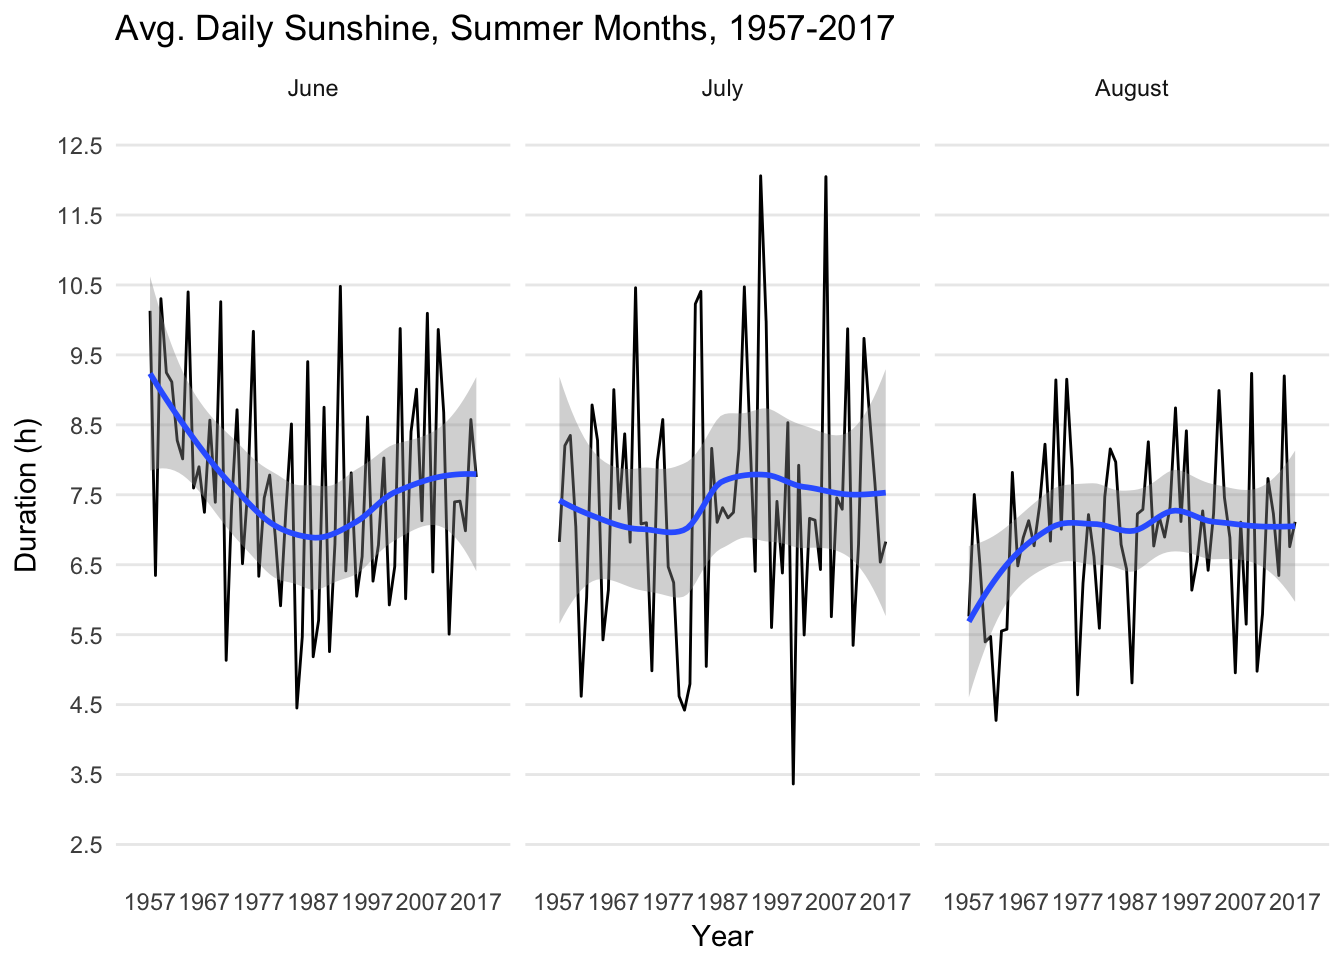 Avg. Daily Sunshine, Summer Months, 1957-2017
June July August
12.5
11.5
10.5
9.5
8.5
7.5
6.5
5.5
4.5
3.5
2.5
Duration (h)
1957 1967 1977 1987 1997 2007 2017 1957 1967 1977 1987 1997 2007 2017 1957 1967 1977 1987 1997 2007 2017
Year